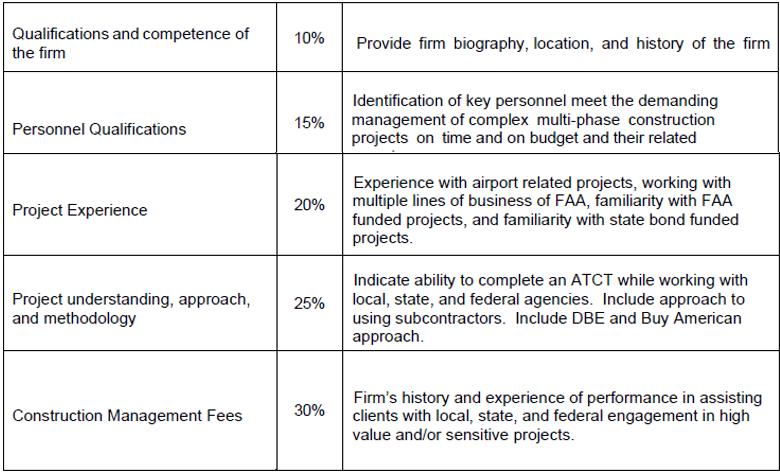 Qualifications and competence of
the firm
10%
Provide firm biography, location, and history of the firm
Personnel Qualifications
15%
Identification of key personnel meet the demanding
management of complex multi-phase construction
projects on time and on budget and their related
Project Experience
20%
Experience with airport related projects, working with
multiple lines of business of FAA, familiarity with FAA
funded projects, and familiarity with state bond funded
projects.
Project understanding, approach,
and methodology
25%
Indicate ability to complete an ATCT while working with
local, state, and federal agencies. Include approach to
using subcontractors. Include DBE and Buy American
approach.
Construction Management Fees
30%
Firm's history and experience of performance in assisting
clients with local, state, and federal engagement in high
value and/or sensitive projects.